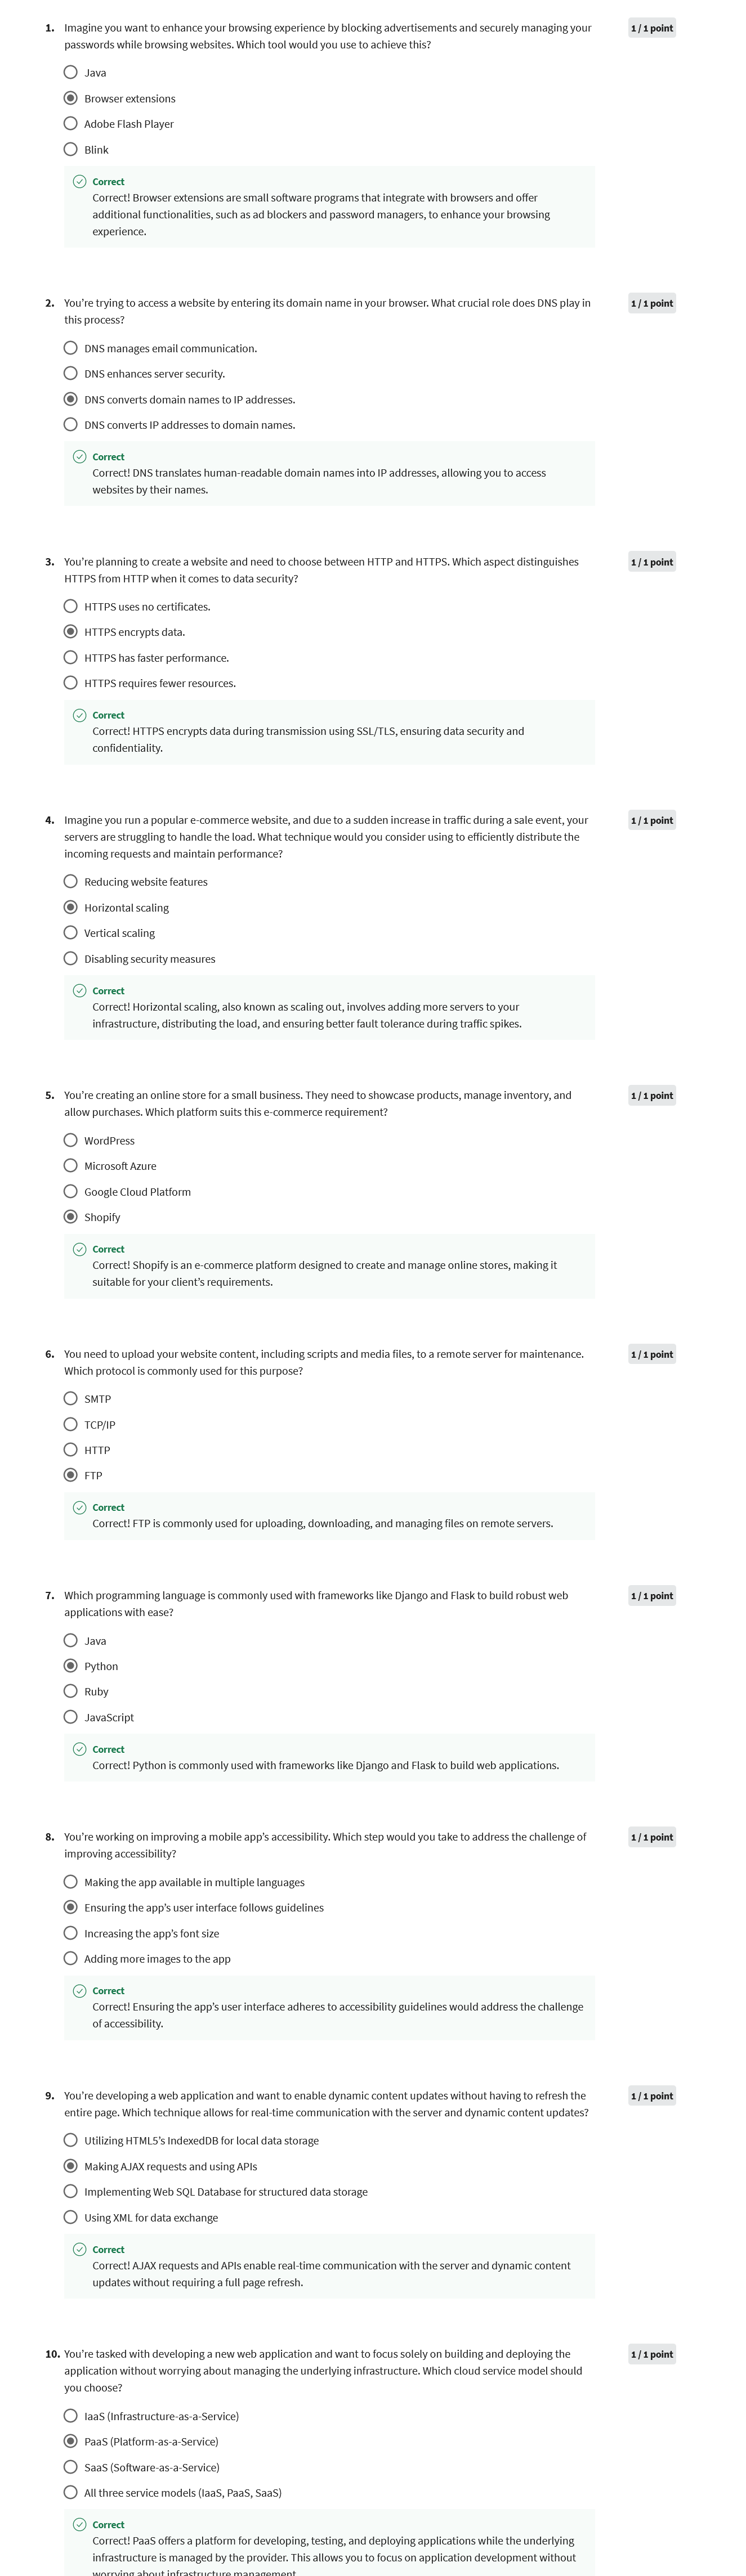 1. Imagine you want to enhance your browsing experience by blocking advertisements and securely managing your
passwords while browsing websites. Which tool would you use to achieve this?
1 / 1 point
Java
Browser extensions
Adobe Flash Player
Blink
Correct
Correct! Browser extensions are small software programs that integrate with browsers and offer
additional functionalities, such as ad blockers and password managers, to enhance your browsing
experience.
2. You're trying to access a website by entering its domain name in your browser. What crucial role does DNS play in
this process?
1 / 1 point
DNS manages email communication.
DNS enhances server security.
DNS converts domain names to IP addresses.
DNS converts IP addresses to domain names.
Correct
Correct! DNS translates human-readable domain names into IP addresses, allowing you to access
websites by their names.
3. You're planning to create a website and need to choose between HTTP and HTTPS. Which aspect distinguishes
HTTPS from HTTP when it comes to data security?
1 / 1 point
HTTPS uses no certificates.
HTTPS encrypts data.
HTTPS has faster performance.
HTTPS requires fewer resources.
Correct
Correct! HTTPS encrypts data during transmission using SSL/TLS, ensuring data security and
confidentiality.
4. Imagine you run a popular e-commerce website, and due to a sudden increase in traffic during a sale event, your
servers are struggling to handle the load. What technique would you consider using to efficiently distribute the
incoming requests and maintain performance?
1 / 1 point
Reducing website features
Horizontal scaling
Vertical scaling
Disabling security measures
Correct
Correct! Horizontal scaling, also known as scaling out, involves adding more servers to your
infrastructure, distributing the load, and ensuring better fault tolerance during traffic spikes.
5. You're creating an online store for a small business. They need to showcase products, manage inventory, and
allow purchases. Which platform suits this e-commerce requirement?
1 / 1 point
WordPress
Microsoft Azure
Google Cloud Platform
Shopify
Correct
Correct! Shopify is an e-commerce platform designed to create and manage online stores, making it
suitable for your client's requirements.
6. You need to upload your website content, including scripts and media files, to a remote server for maintenance.
Which protocol is commonly used for this purpose?
1 / 1 point
SMTP
TCP/IP
HTTP
FTP
Correct
Correct! FTP is commonly used for uploading, downloading, and managing files on remote servers.
7. Which programming language is commonly used with frameworks like Django and Flask to build robust web
applications with ease?
1 / 1 point
Java
Python
Ruby
JavaScript
Correct
Correct! Python is commonly used with frameworks like Django and Flask to build web applications.
8. You're working on improving a mobile app's accessibility. Which step would you take to address the challenge of
improving accessibility?
1 / 1 point
Making the app available in multiple languages
Ensuring the app's user interface follows guidelines
Increasing the app's font size
Adding more images to the app
Correct
Correct! Ensuring the app's user interface adheres to accessibility guidelines would address the challenge
of accessibility.
9. You're developing a web application and want to enable dynamic content updates without having to refresh the
entire page. Which technique allows for real-time communication with the server and dynamic content updates?
1 / 1 point
Utilizing HTML5's IndexedDB for local data storage
Making AJAX requests and using APIs
Implementing Web SQL Database for structured data storage
Using XML for data exchange
Correct
Correct! AJAX requests and APIs enable real-time communication with the server and dynamic content
updates without requiring a full page refresh.
10. You're tasked with developing a new web application and want to focus solely on building and deploying the
application without worrying about managing the underlying infrastructure. Which cloud service model should
you choose?
1 / 1 point
IaaS (Infrastructure-as-a-Service)
PaaS (Platform-as-a-Service)
SaaS (Software-as-a-Service)
All three service models (IaaS, PaaS, SaaS)
Correct
Correct! PaaS offers a platform for developing, testing, and deploying applications while the underlying
infrastructure is managed by the provider. This allows you to focus on application development without
worrying about infrastructure management.